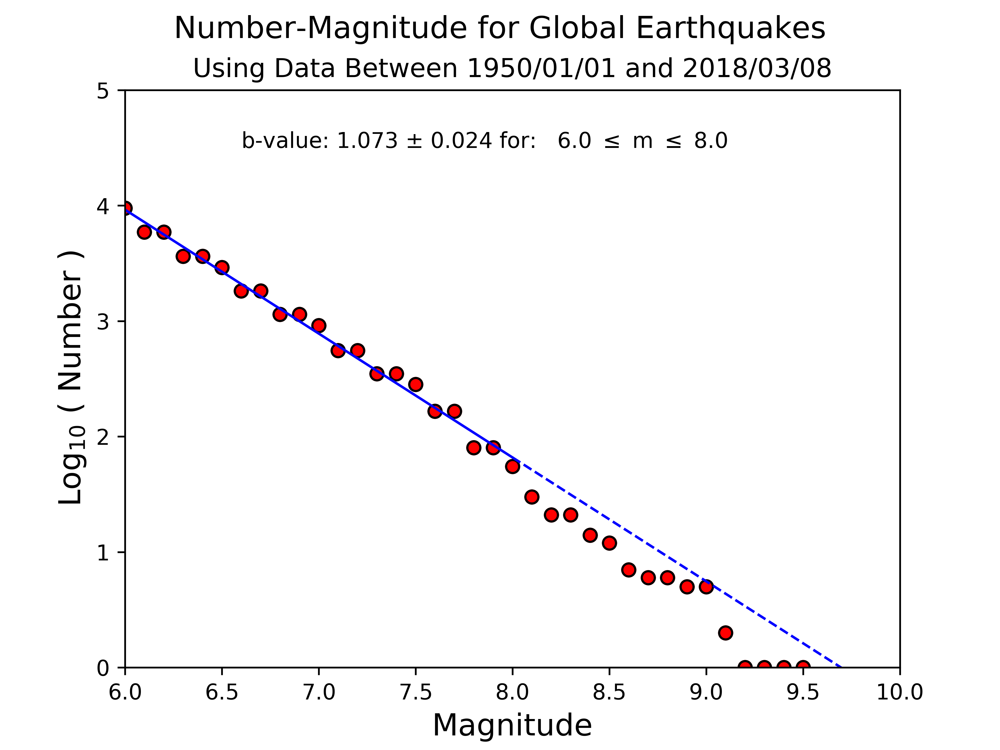 Number-Magnitude for Global Earthquakes
Using Data Between 1950/01/01 and 2018/03/08
b-value: 1.073 ± 0.024 for: 6.0 ≤ m ≤ 8.0
Log10 ( Number )
5
4
3
2
1
0
6.0 6.5 7.0 7.5 8.0 8.5 9.0 9.5 10.0
Magnitude